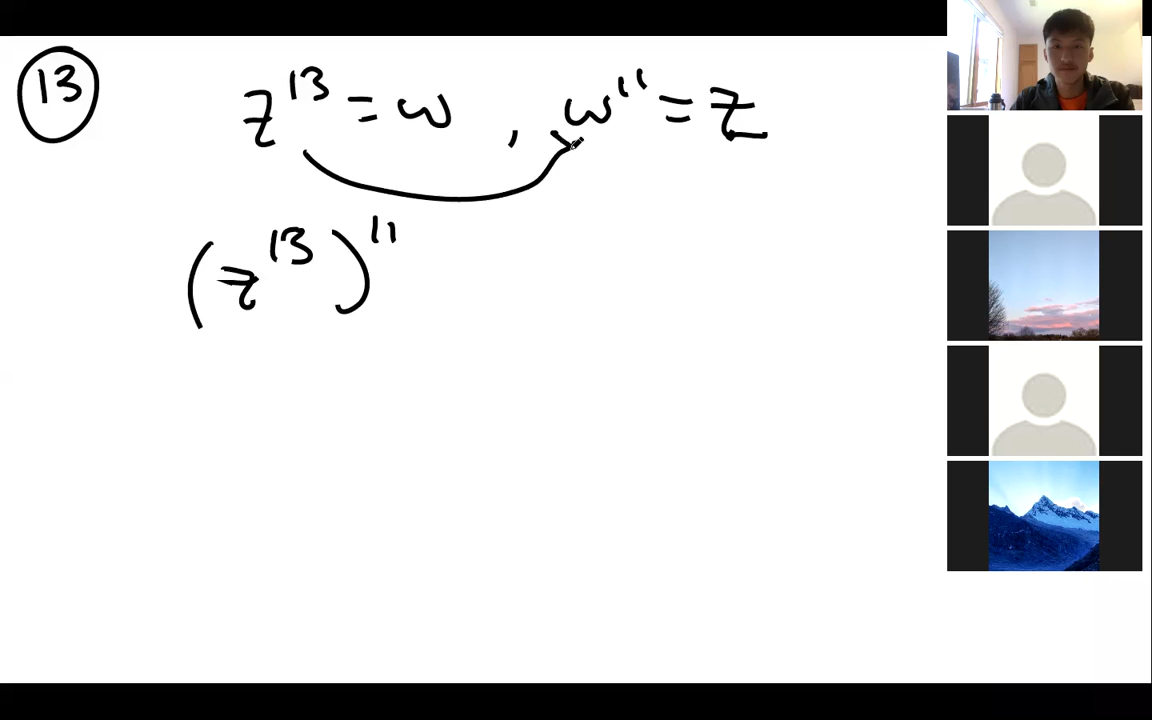 13
z^13 = w , w^11 = z
(z^13)^11